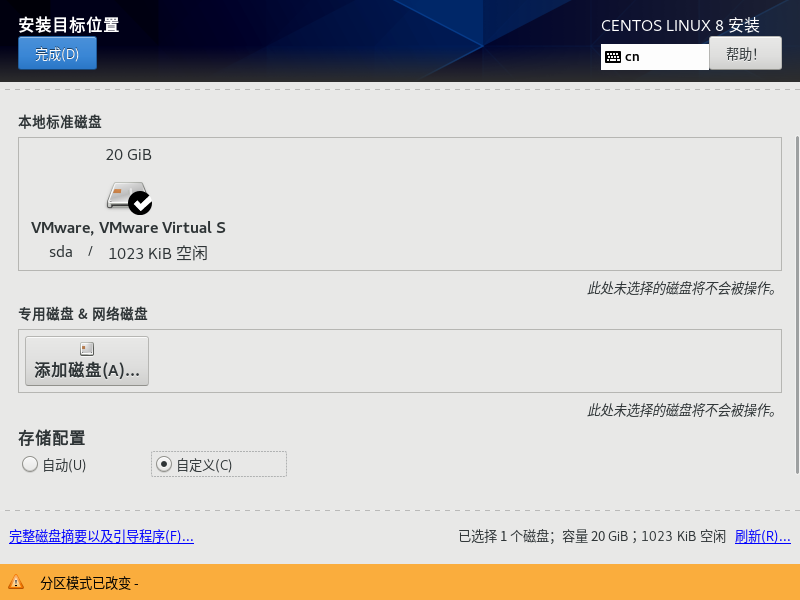 安装目标位置
CENTOS LINUX 8 安装
完成(D)
cn
帮助!
本地标准磁盘
20 GiB
VMware, VMware Virtual S
sda / 1023 KiB 空闲
此处未选择的磁盘将不会被操作。
专用磁盘 & 网络磁盘
添加磁盘(A)...
此处未选择的磁盘将不会被操作。
存储配置
自动(U)
自定义(C)
完整磁盘摘要以及引导程序(F)...
已选择 1 个磁盘；容量 20 GiB；1023 KiB 空闲 刷新(R)...
分区模式已改变 -